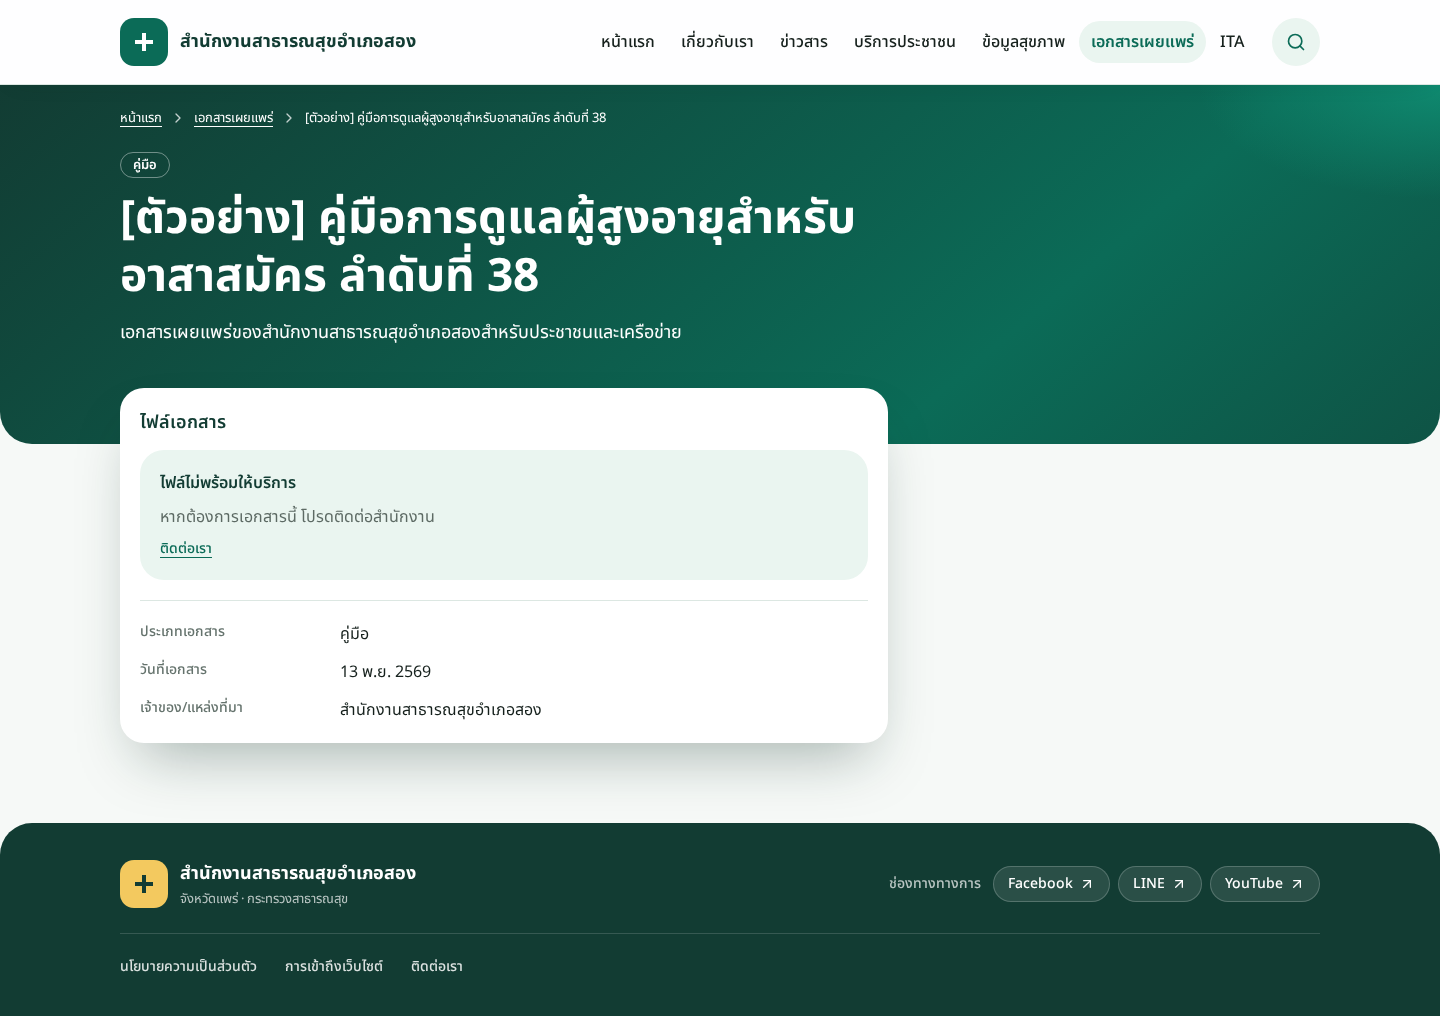 สำนักงานสาธารณสุขอำเภอสอง
หน้าแรก
เกี่ยวกับเรา
ข่าวสาร
บริการประชาชน
ข้อมูลสุขภาพ
เอกสารเผยแพร่
ITA
หน้าแรก
เอกสารเผยแพร่
[ตัวอย่าง] คู่มือการดูแลผู้สูงอายุสำหรับอาสาสมัคร ลำดับที่ 38
คู่มือ
[ตัวอย่าง] คู่มือการดูแลผู้สูงอายุสำหรับ
อาสาสมัคร ลำดับที่ 38
เอกสารเผยแพร่ของสำนักงานสาธารณสุขอำเภอสองสำหรับประชาชนและเครือข่าย
ไฟล์เอกสาร
ไฟล์ไม่พร้อมให้บริการ
หากต้องการเอกสารนี้ โปรดติดต่อสำนักงาน
ติดต่อเรา
ประเภทเอกสาร
คู่มือ
วันที่เอกสาร
13 พ.ย. 2569
เจ้าของ/แหล่งที่มา
สำนักงานสาธารณสุขอำเภอสอง
สำนักงานสาธารณสุขอำเภอสอง
จังหวัดแพร่ · กระทรวงสาธารณสุข
ช่องทางทางการ
Facebook
LINE
YouTube
นโยบายความเป็นส่วนตัว
การเข้าถึงเว็บไซต์
ติดต่อเรา